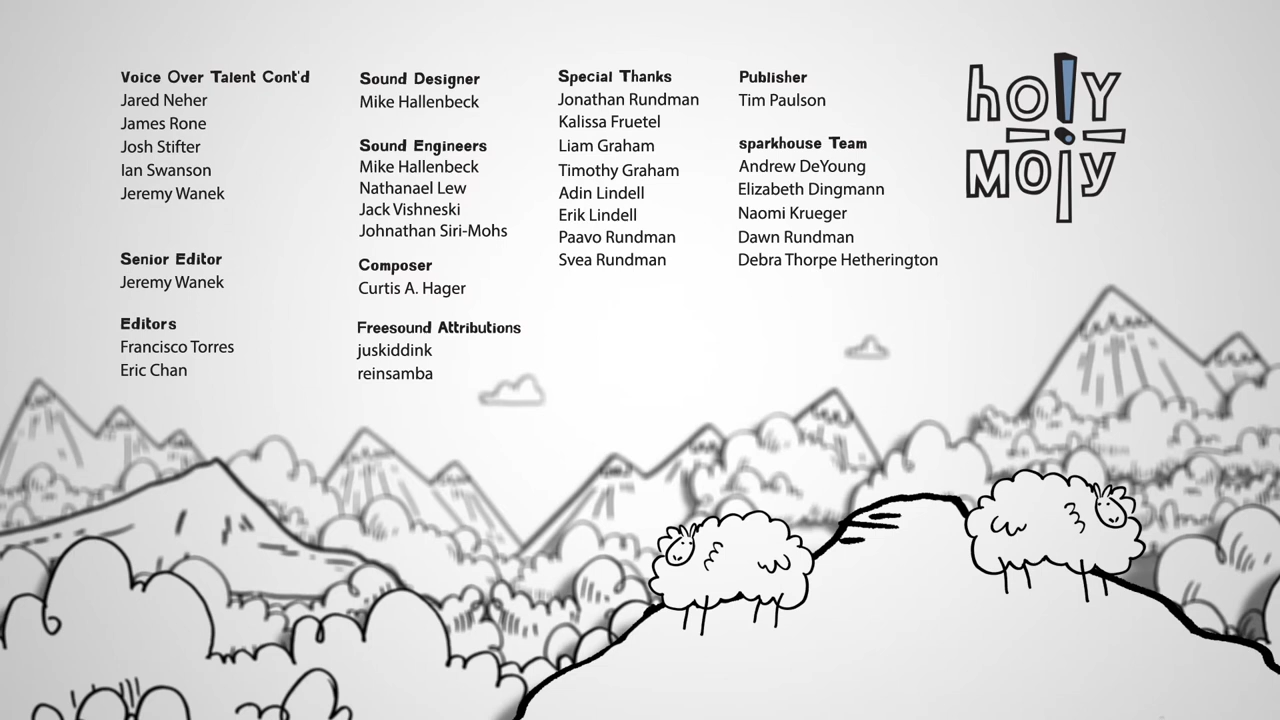 Voice Over Talent Cont'd
Jared Neher
James Rone
Josh Stifter
Ian Swanson
Jeremy Wanek
Senior Editor
Jeremy Wanek
Editors
Francisco Torres
Eric Chan
Sound Designer
Mike Hallenbeck
Sound Engineers
Mike Hallenbeck
Nathanael Lew
Jack Vishneski
Johnathan Siri-Mohs
Composer
Curtis A. Hager
Freesound Attributions
juskiddink
reinsamba
Special Thanks
Jonathan Rundman
Kalissa Fruetel
Liam Graham
Timothy Graham
Adin Lindell
Erik Lindell
Paavo Rundman
Svea Rundman
Publisher
Tim Paulson
sparkhouse Team
Andrew DeYoung
Elizabeth Dingmann
Naomi Krueger
Dawn Rundman
Debra Thorpe Hetherington
holy
Moly